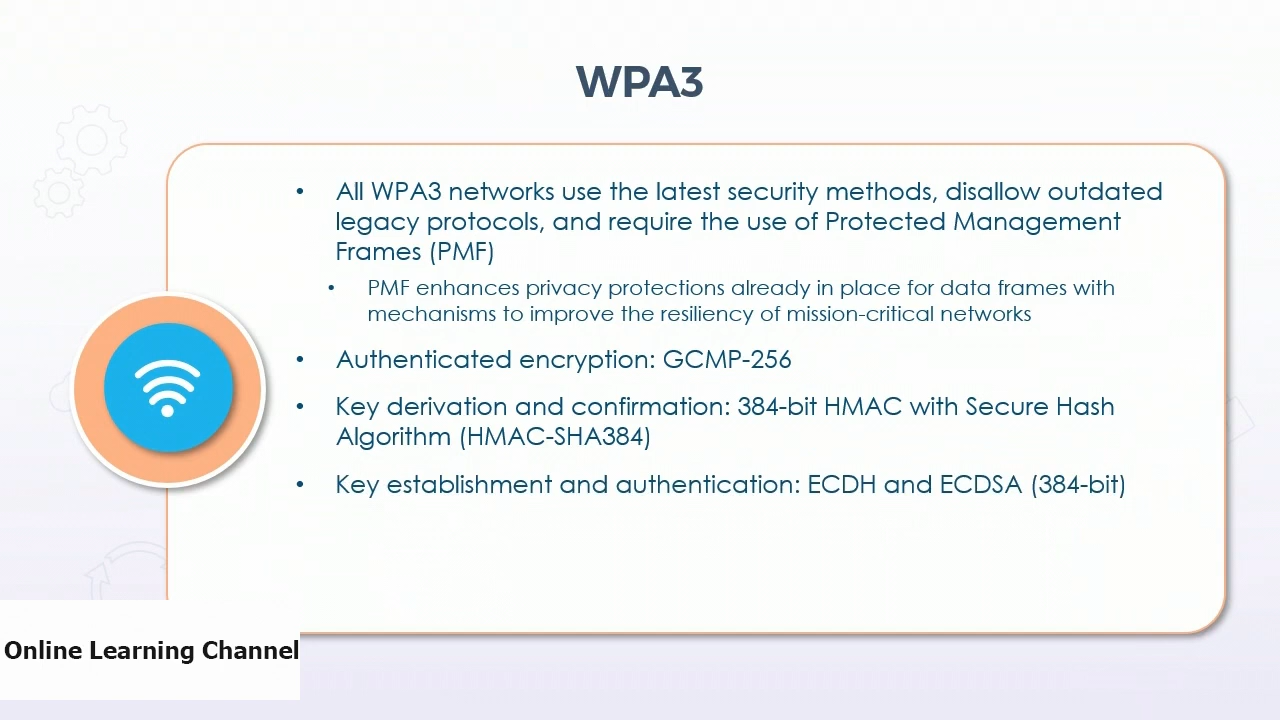 WPA3
• All WPA3 networks use the latest security methods, disallow outdated
legacy protocols, and require the use of Protected Management
Frames (PMF)
• PMF enhances privacy protections already in place for data frames with
mechanisms to improve the resiliency of mission-critical networks
• Authenticated encryption: GCMP-256
• Key derivation and confirmation: 384-bit HMAC with Secure Hash
Algorithm (HMAC-SHA384)
• Key establishment and authentication: ECDH and ECDSA (384-bit)
Online Learning Channel